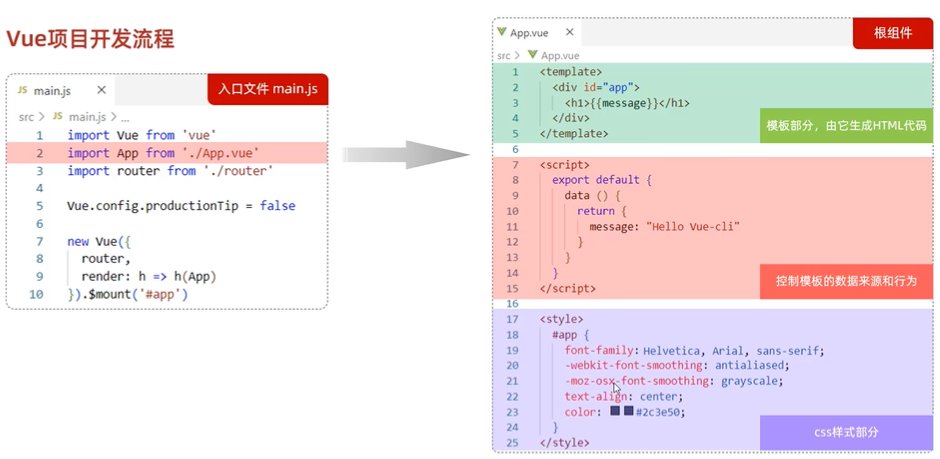 Vue项目开发流程
JS main.js ×
入口文件 main.js
src > JS main.js > ...
1 import Vue from 'vue'
2 import App from './App.vue'
3 import router from './router'
4
5 Vue.config.productionTip = false
6
7 new Vue({
8 router,
9 render: h => h(App)
10 }).$mount('#app')
App.vue ×
根组件
src > App.vue
1 <template>
2 <div id="app">
3 <h1>{{message}}</h1>
4 </div>
5 </template>
模板部分，由它生成HTML代码
6
7 <script>
8 export default {
9 data () {
10 return {
11 message: "Hello Vue-cli"
12 }
13 }
14 }
15 </script>
控制模板的数据来源和行为
16
17 <style>
18 #app {
19 font-family: Helvetica, Arial, sans-serif;
20 -webkit-font-smoothing: antialiased;
21 -moz-osx-font-smoothing: grayscale;
22 text-align: center;
23 color: #2c3e50;
24 }
25 </style>
css样式部分